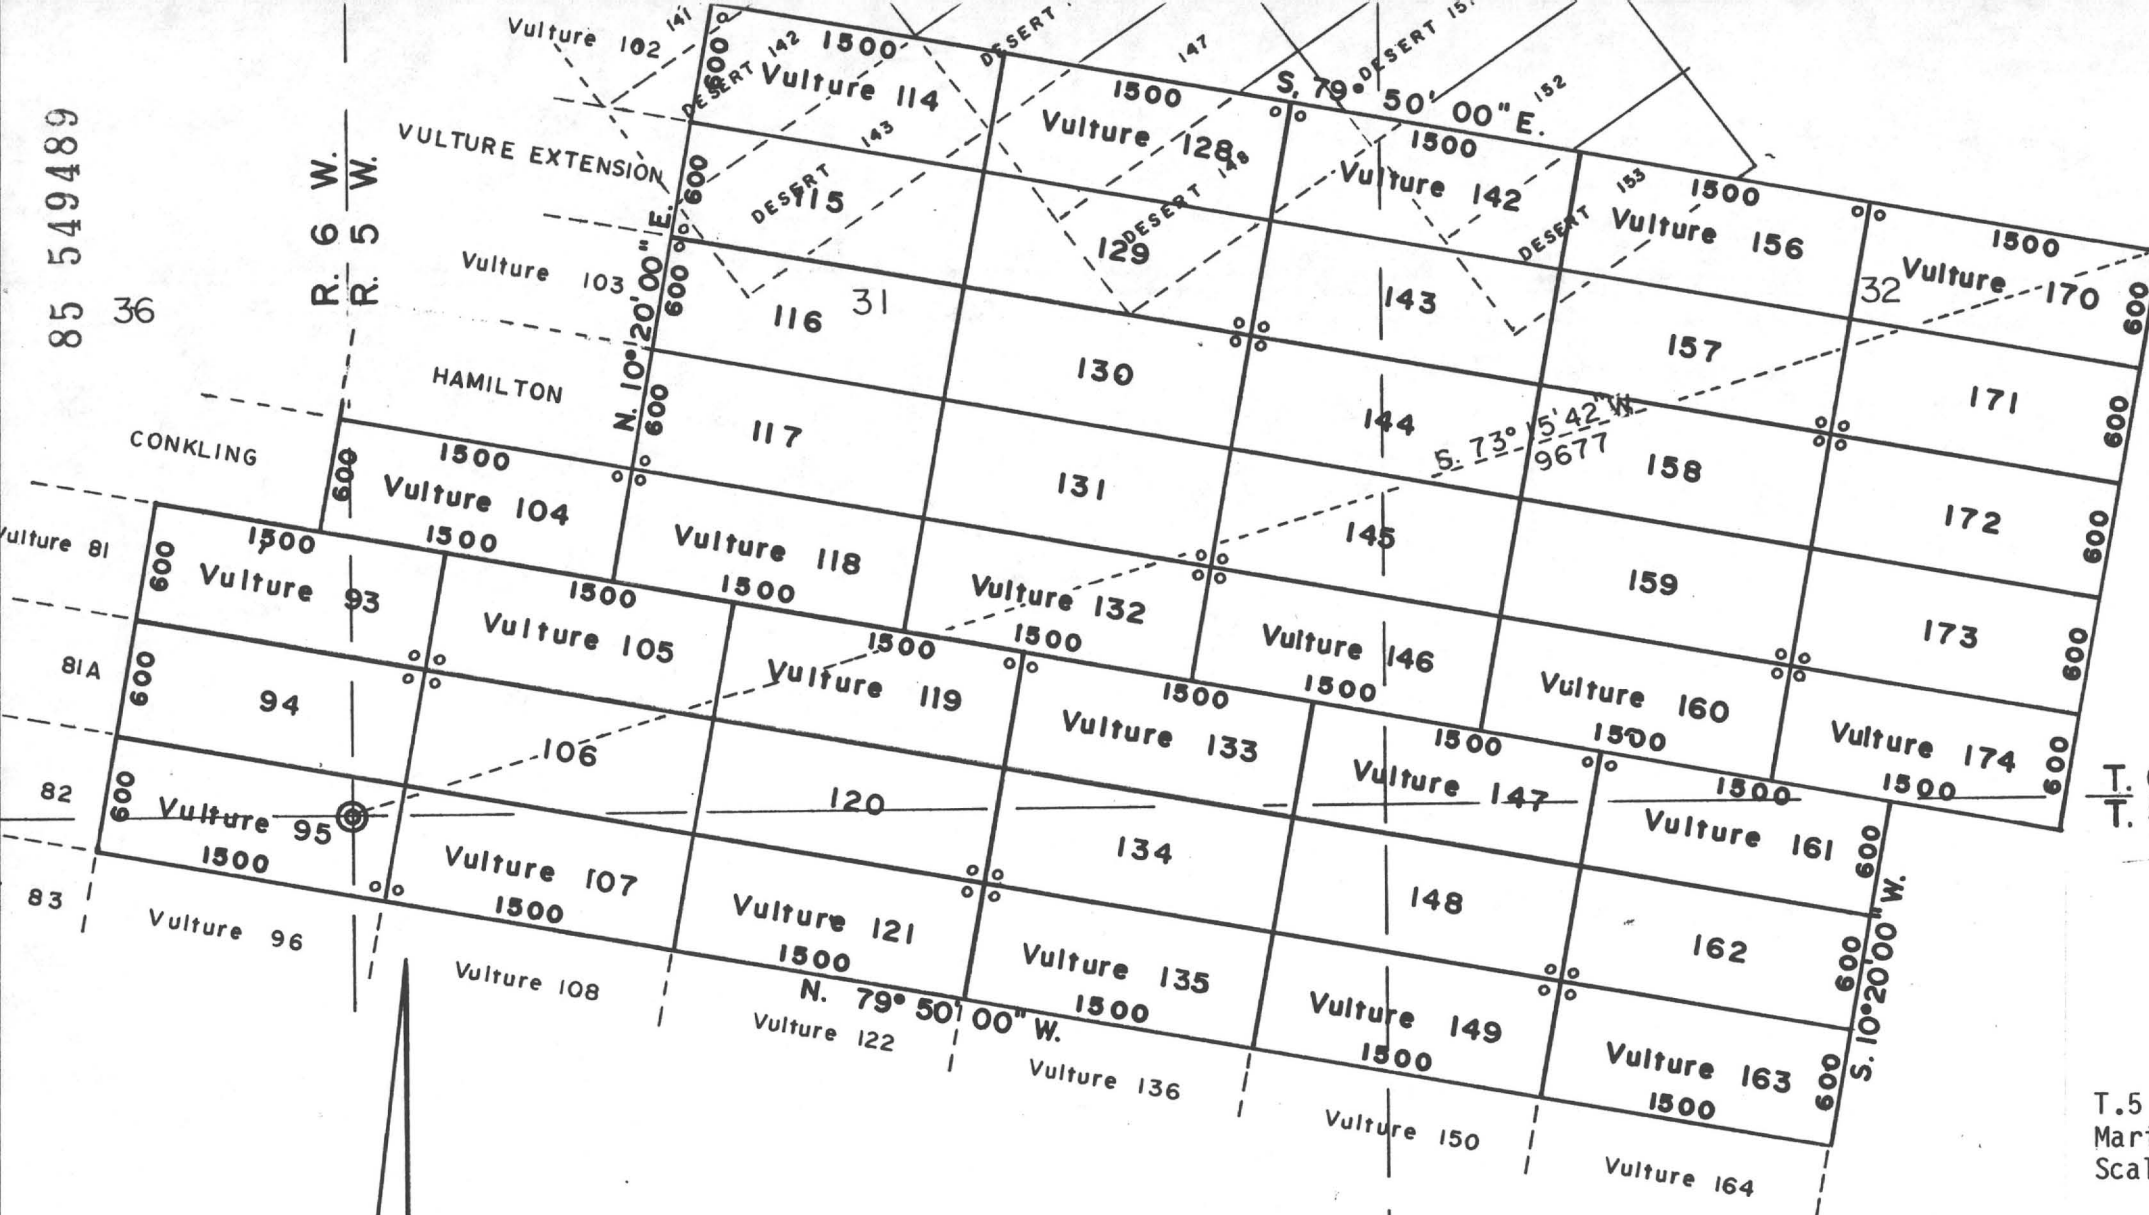 85 549489
36
R. 6 W.
R. 5 W.
Vulture 102
141
DESERT 142
600
1500
Vulture 114
143
DESERT
147
DESERT 151
152
1500
Vulture 128
148
DESERT
S. 79° 50' 00" E.
1500
Vulture 142
153
DESERT
1500
Vulture 156
1500
Vulture 170
600
32
VULTURE EXTENSION
600
DESERT
115
129
143
157
171
600
Vulture 103
N. 10° 20' 00" E.
600
116
31
130
144
158
172
600
S. 73° 15' 42" W.
9677
HAMILTON
600
117
131
145
159
173
600
CONKLING
600
1500
Vulture 104
1500
Vulture 118
1500
Vulture 132
1500
Vulture 146
1500
Vulture 160
1500
Vulture 174
1500
600
T.
T.
Vulture 81
600
1500
Vulture 93
1500
Vulture 105
1500
Vulture 119
1500
Vulture 133
1500
Vulture 147
1500
Vulture 161
600
81A
600
94
106
120
134
148
162
600
S. 10° 20' 00" W.
82
600
Vulture 95
1500
Vulture 107
1500
Vulture 121
1500
Vulture 135
1500
Vulture 149
1500
Vulture 163
1500
600
N. 79° 50' 00" W.
83
Vulture 96
Vulture 108
Vulture 122
Vulture 136
Vulture 150
Vulture 164
T.5